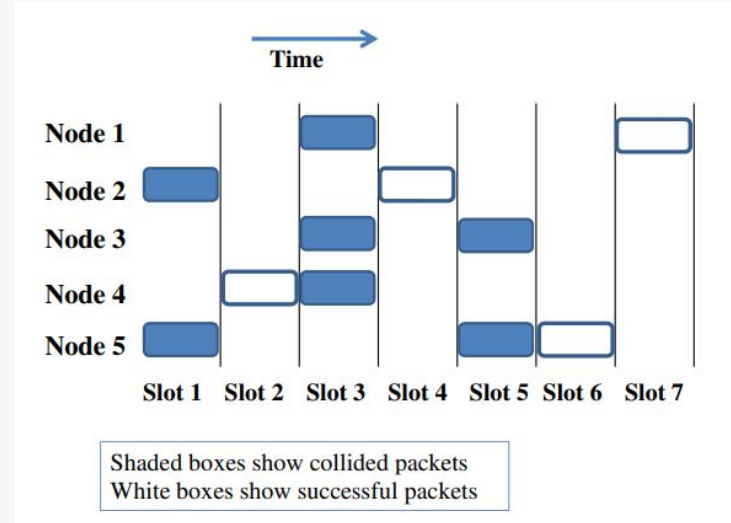 Time
Node 1
Node 2
Node 3
Node 4
Node 5
Slot 1 Slot 2 Slot 3 Slot 4 Slot 5 Slot 6 Slot 7
Shaded boxes show collided packets
White boxes show successful packets